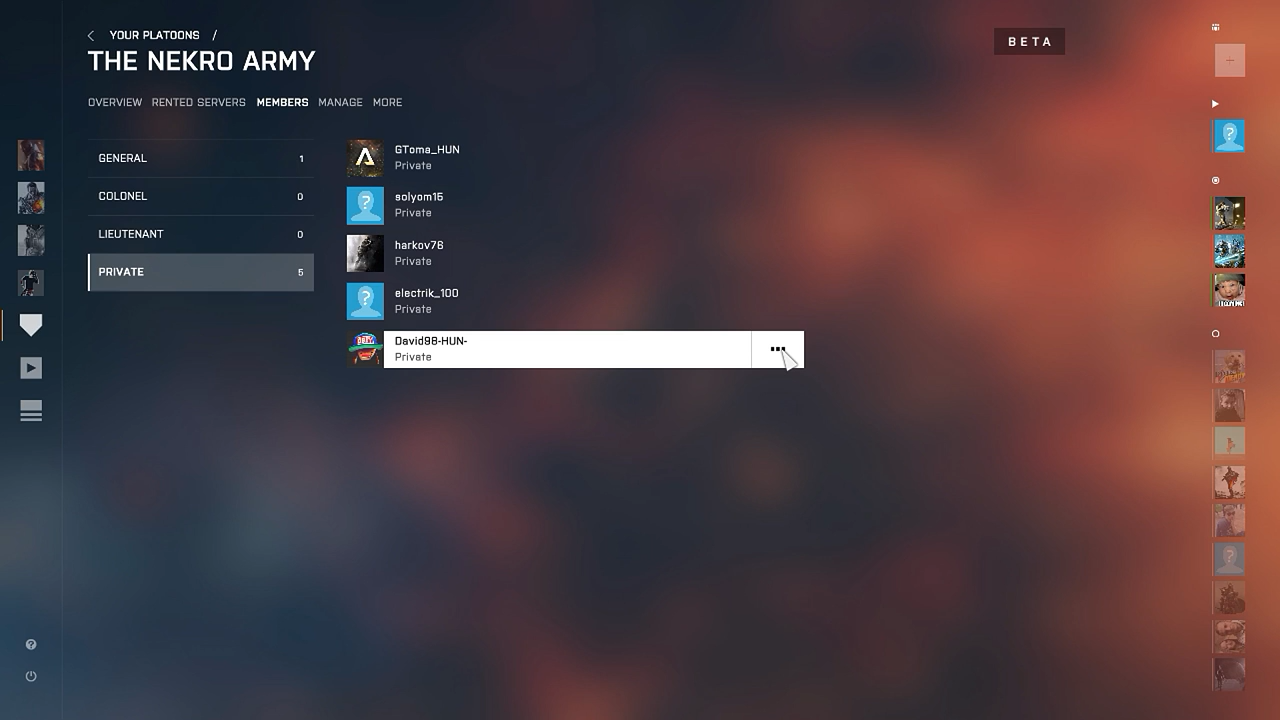 YOUR PLATOONS /
THE NEKRO ARMY
BETA
OVERVIEW RENTED SERVERS MEMBERS MANAGE MORE
GENERAL 1
COLONEL 0
LIEUTENANT 0
PRIVATE 5
GToma_HUN
Private
solyom15
Private
harkov76
Private
electrik_100
Private
David98-HUN-
Private